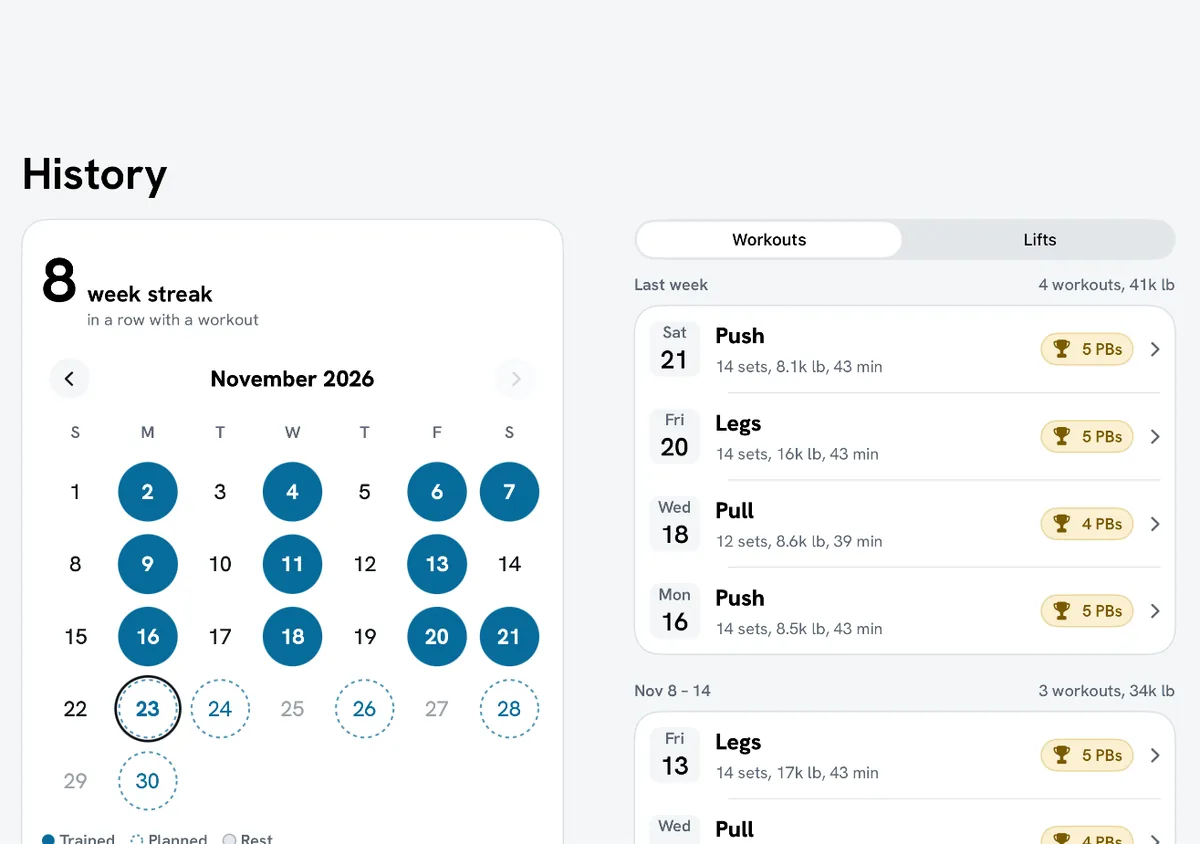 History
8 week streak
in a row with a workout
November 2026
S M T W T F S
1 2 3 4 5 6 7
8 9 10 11 12 13 14
15 16 17 18 19 20 21
22 23 24 25 26 27 28
29 30
Trained Planned Rest
Workouts Lifts
Last week 4 workouts, 41k lb
Sat
21
Push
14 sets, 8.1k lb, 43 min
5 PBs
Fri
20
Legs
14 sets, 16k lb, 43 min
5 PBs
Wed
18
Pull
12 sets, 8.6k lb, 39 min
4 PBs
Mon
16
Push
14 sets, 8.5k lb, 43 min
5 PBs
Nov 8 – 14 3 workouts, 34k lb
Fri
13
Legs
14 sets, 17k lb, 43 min
5 PBs
Wed
Pull
4 PBs